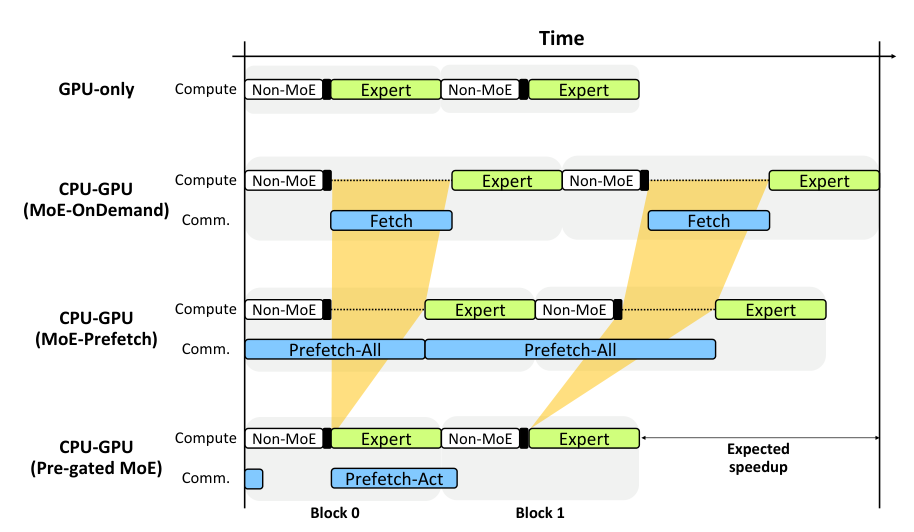 Time
GPU-only
Compute
Non-MoE
Expert
Non-MoE
Expert
CPU-GPU
(MoE-OnDemand)
Compute
Non-MoE
Expert
Non-MoE
Expert
Comm.
Fetch
Fetch
CPU-GPU
(MoE-Prefetch)
Compute
Non-MoE
Expert
Non-MoE
Expert
Comm.
Prefetch-All
Prefetch-All
CPU-GPU
(Pre-gated MoE)
Compute
Non-MoE
Expert
Non-MoE
Expert
Expected
speedup
Comm.
Prefetch-Act
Block 0
Block 1